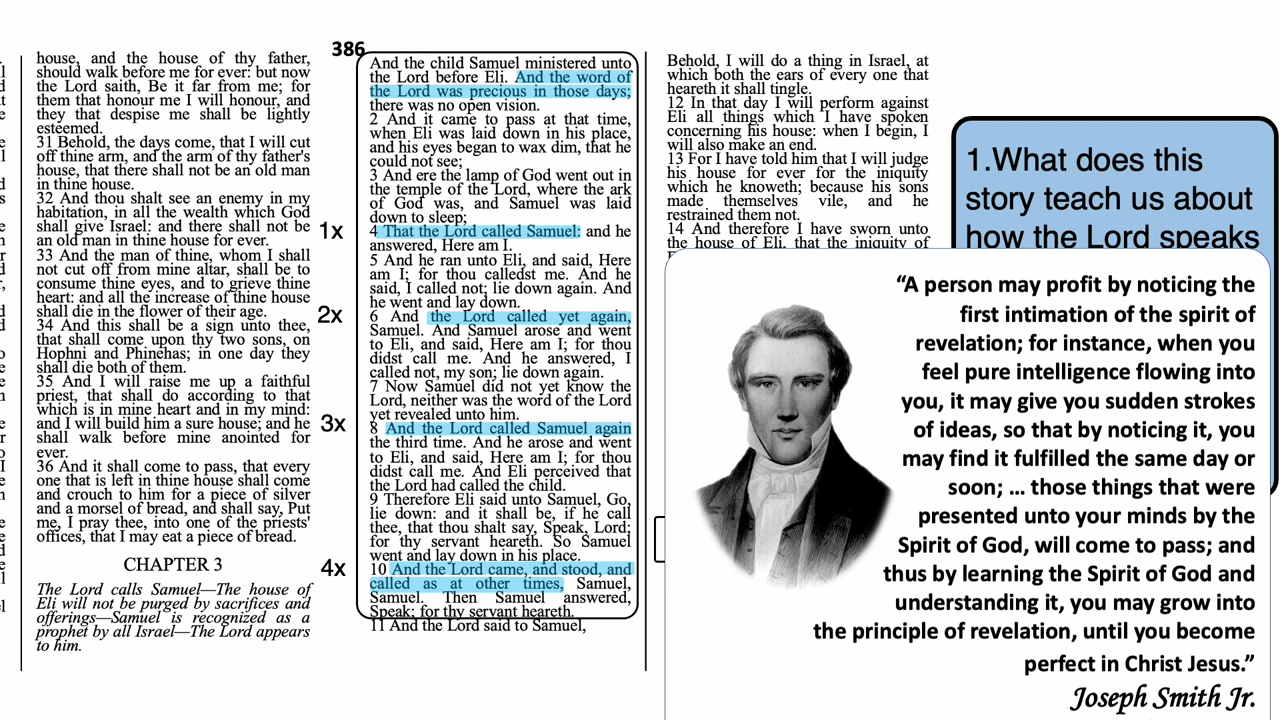 house, and the house of thy father,
should walk before me for ever: but now
the Lord saith, Be it far from me; for
them that honour me I will honour, and
they that despise me shall be lightly
esteemed.
31 Behold, the days come, that I will cut
off thine arm, and the arm of thy father's
house, that there shall not be an old man
in thine house.
32 And thou shalt see an enemy in my
habitation, in all the wealth which God
shall give Israel: and there shall not be
an old man in thine house for ever.
33 And the man of thine, whom I shall
not cut off from mine altar, shall be to
consume thine eyes, and to grieve thine
heart: and all the increase of thine house
shall die in the flower of their age.
34 And this shall be a sign unto thee,
that shall come upon thy two sons, on
Hophni and Phinehas; in one day they
shall die both of them.
35 And I will raise me up a faithful
priest, that shall do according to that
which is in mine heart and in my mind:
and I will build him a sure house; and he
shall walk before mine anointed for
ever.
36 And it shall come to pass, that every
one that is left in thine house shall come
and crouch to him for a piece of silver
and a morsel of bread, and shall say, Put
me, I pray thee, into one of the priests'
offices, that I may eat a piece of bread.
CHAPTER 3
The Lord calls Samuel—The house of
Eli will not be purged by sacrifices and
offerings—Samuel is recognized as a
prophet by all Israel—The Lord appears
to him.
386
And the child Samuel ministered unto
the Lord before Eli. And the word of
the Lord was precious in those days;
there was no open vision.
2 And it came to pass at that time,
when Eli was laid down in his place,
and his eyes began to wax dim, that he
could not see;
3 And ere the lamp of God went out in
the temple of the Lord, where the ark
of God was, and Samuel was laid
down to sleep;
1x
4 That the Lord called Samuel: and he
answered, Here am I.
5 And he ran unto Eli, and said, Here
am I; for thou calledst me. And he
said, I called not; lie down again. And
he went and lay down.
2x
6 And the Lord called yet again,
Samuel. And Samuel arose and went
to Eli, and said, Here am I; for thou
didst call me. And he answered, I
called not, my son; lie down again.
7 Now Samuel did not yet know the
Lord, neither was the word of the Lord
yet revealed unto him.
3x
8 And the Lord called Samuel again
the third time. And he arose and went
to Eli, and said, Here am I; for thou
didst call me. And Eli perceived that
the Lord had called the child.
9 Therefore Eli said unto Samuel, Go,
lie down: and it shall be, if he call
thee, that thou shalt say, Speak, Lord;
for thy servant heareth. So Samuel
went and lay down in his place.
4x
10 And the Lord came, and stood, and
called as at other times, Samuel,
Samuel. Then Samuel answered,
Speak; for thy servant heareth.
11 And the Lord said to Samuel,
Behold, I will do a thing in Israel, at
which both the ears of every one that
heareth it shall tingle.
12 In that day I will perform against
Eli all things which I have spoken
concerning his house: when I begin, I
will also make an end.
13 For I have told him that I will judge
his house for ever for the iniquity
which he knoweth; because his sons
made themselves vile, and he
restrained them not.
14 And therefore I have sworn unto
the house of Eli, that the iniquity of
1.What does this
story teach us about
how the Lord speaks
“A person may profit by noticing the
first intimation of the spirit of
revelation; for instance, when you
feel pure intelligence flowing into
you, it may give you sudden strokes
of ideas, so that by noticing it, you
may find it fulfilled the same day or
soon; … those things that were
presented unto your minds by the
Spirit of God, will come to pass; and
thus by learning the Spirit of God and
understanding it, you may grow into
the principle of revelation, until you become
perfect in Christ Jesus.”
Joseph Smith Jr.